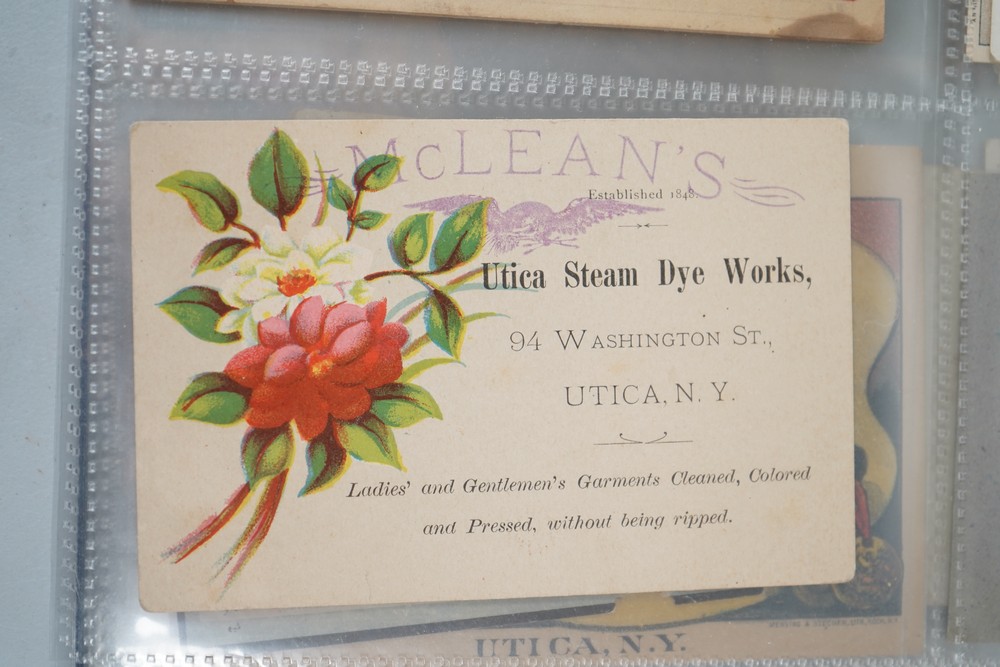 McLEAN'S
Established 1848.
Utica Steam Dye Works,
94 WASHINGTON ST.,
UTICA, N. Y.
Ladies' and Gentlemen's Garments Cleaned, Colored
and Pressed, without being ripped.
UTICA, N.Y.